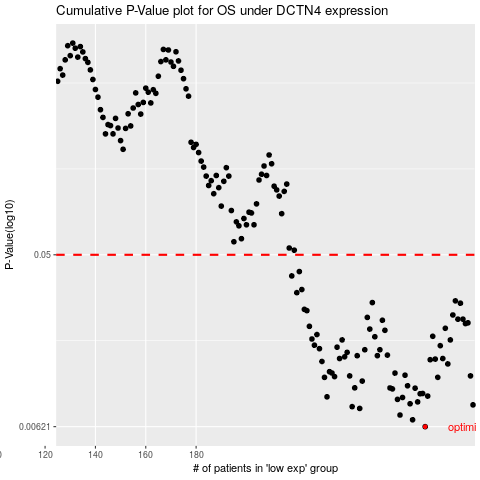 Cumulative P-Value plot for OS under DCTN4 expression
P-Value(log10)
0.05
0.00621
optimi
0 120 140 160 180
# of patients in 'low exp' group